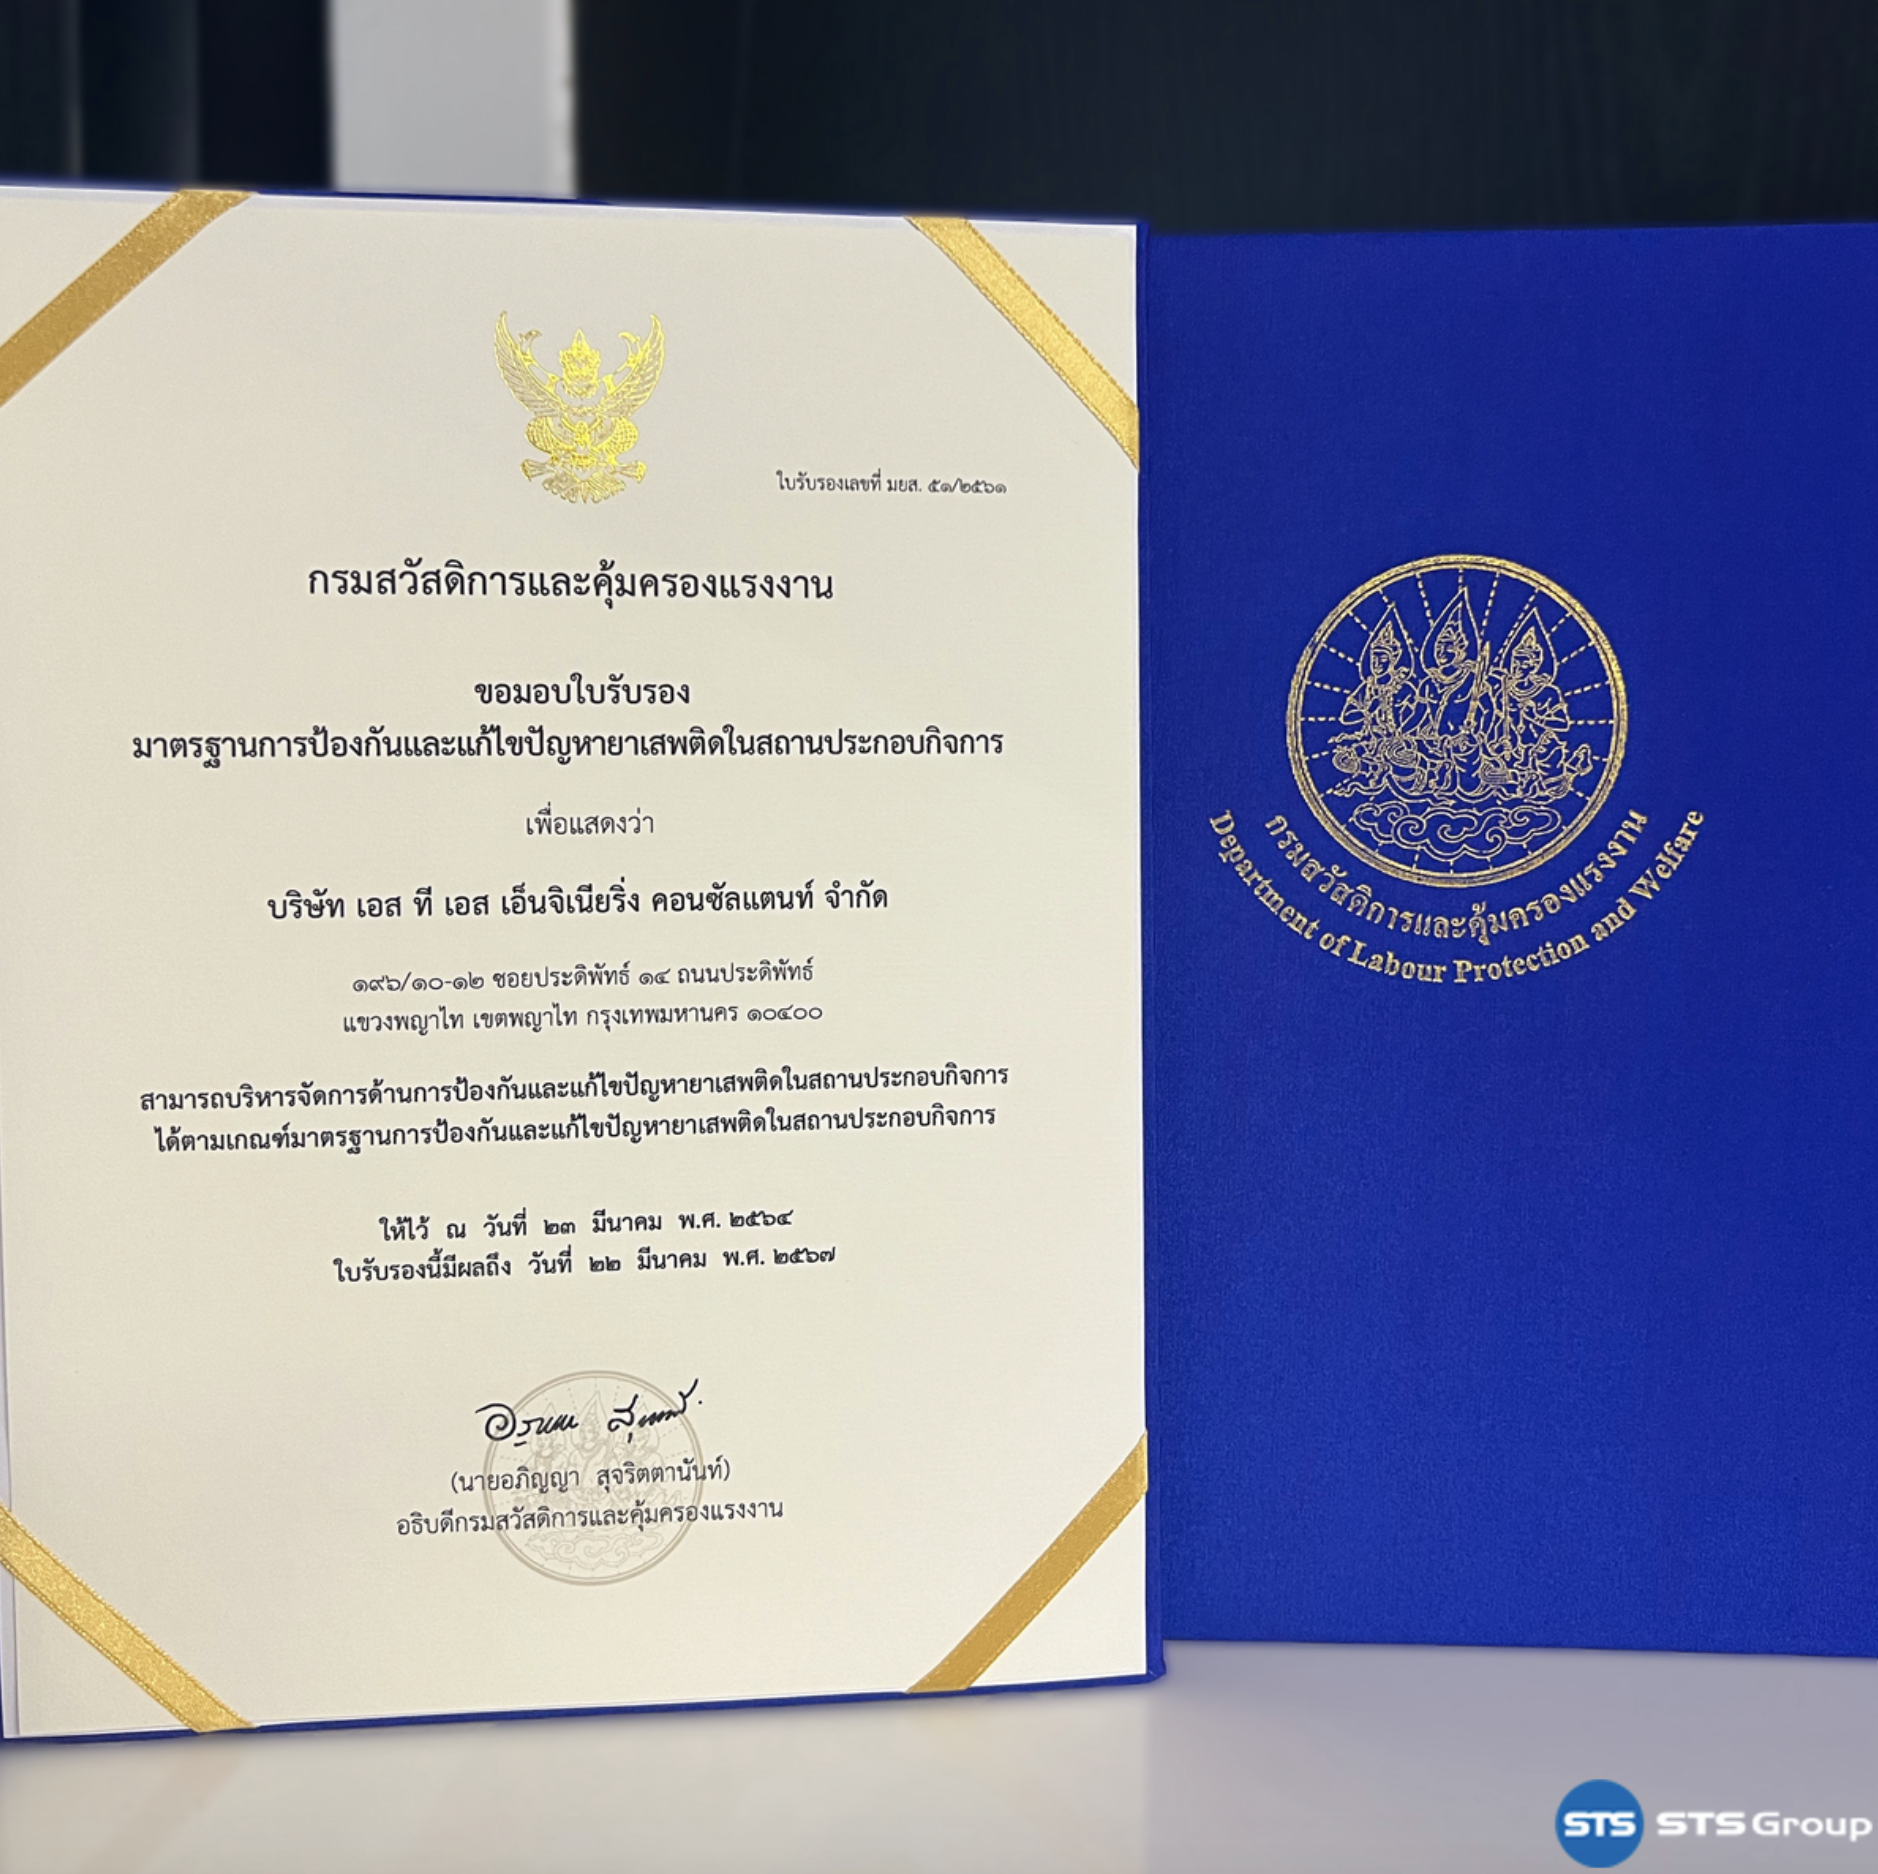 ใบรับรองเลขที่ มยส. ๕๑/๒๕๖๑
กรมสวัสดิการและคุ้มครองแรงงาน
ขอมอบใบรับรอง
มาตรฐานการป้องกันและแก้ไขปัญหายาเสพติดในสถานประกอบกิจการ
เพื่อแสดงว่า
บริษัท เอส ที เอส เอ็นจิเนียริ่ง คอนซัลแตนท์ จำกัด
๑๙๖/๑๐-๑๒ ซอยประดิพัทธ์ ๑๔ ถนนประดิพัทธ์
แขวงพญาไท เขตพญาไท กรุงเทพมหานคร ๑๐๔๐๐
สามารถบริหารจัดการด้านการป้องกันและแก้ไขปัญหายาเสพติดในสถานประกอบกิจการ
ได้ตามเกณฑ์มาตรฐานการป้องกันและแก้ไขปัญหายาเสพติดในสถานประกอบกิจการ
ให้ไว้ ณ วันที่ ๒๓ มีนาคม พ.ศ. ๒๕๖๔
ใบรับรองนี้มีผลถึง วันที่ ๒๒ มีนาคม พ.ศ. ๒๕๖๗
(นายอภิญญา สุจริตตานันท์)
อธิบดีกรมสวัสดิการและคุ้มครองแรงงาน
กรมสวัสดิการและคุ้มครองแรงงาน
Department of Labour Protection and Welfare
STS STS Group